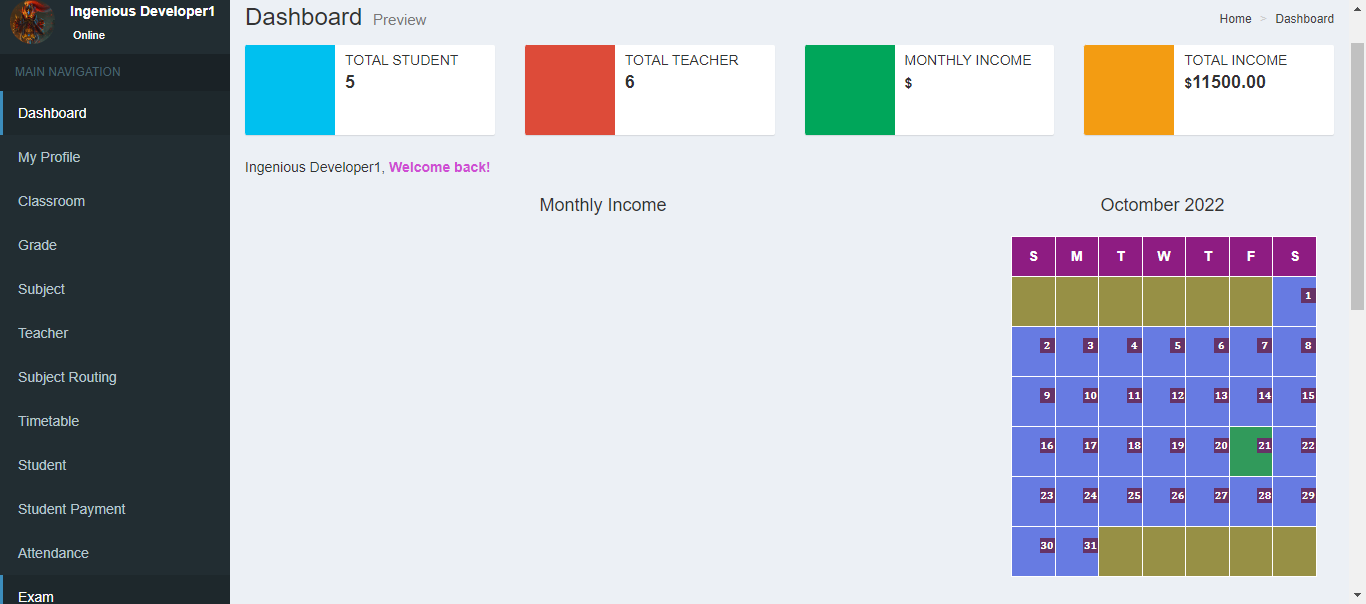 Ingenious Developer1
Online
MAIN NAVIGATION
Dashboard
My Profile
Classroom
Grade
Subject
Teacher
Subject Routing
Timetable
Student
Student Payment
Attendance
Exam
Dashboard Preview
Home > Dashboard
TOTAL STUDENT
5
TOTAL TEACHER
6
MONTHLY INCOME
$
TOTAL INCOME
$11500.00
Ingenious Developer1, Welcome back!
Monthly Income
Octomber 2022
S M T W T F S
1
2 3 4 5 6 7 8
9 10 11 12 13 14 15
16 17 18 19 20 21 22
23 24 25 26 27 28 29
30 31